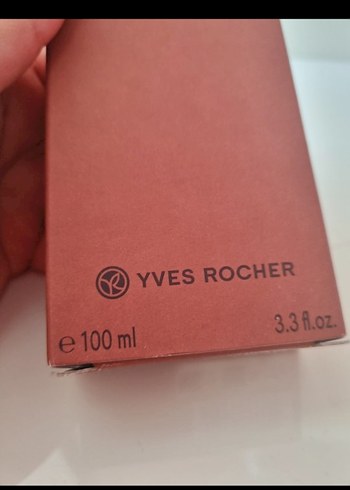 YVES ROCHER
℮ 100 ml
3.3 fl.oz.